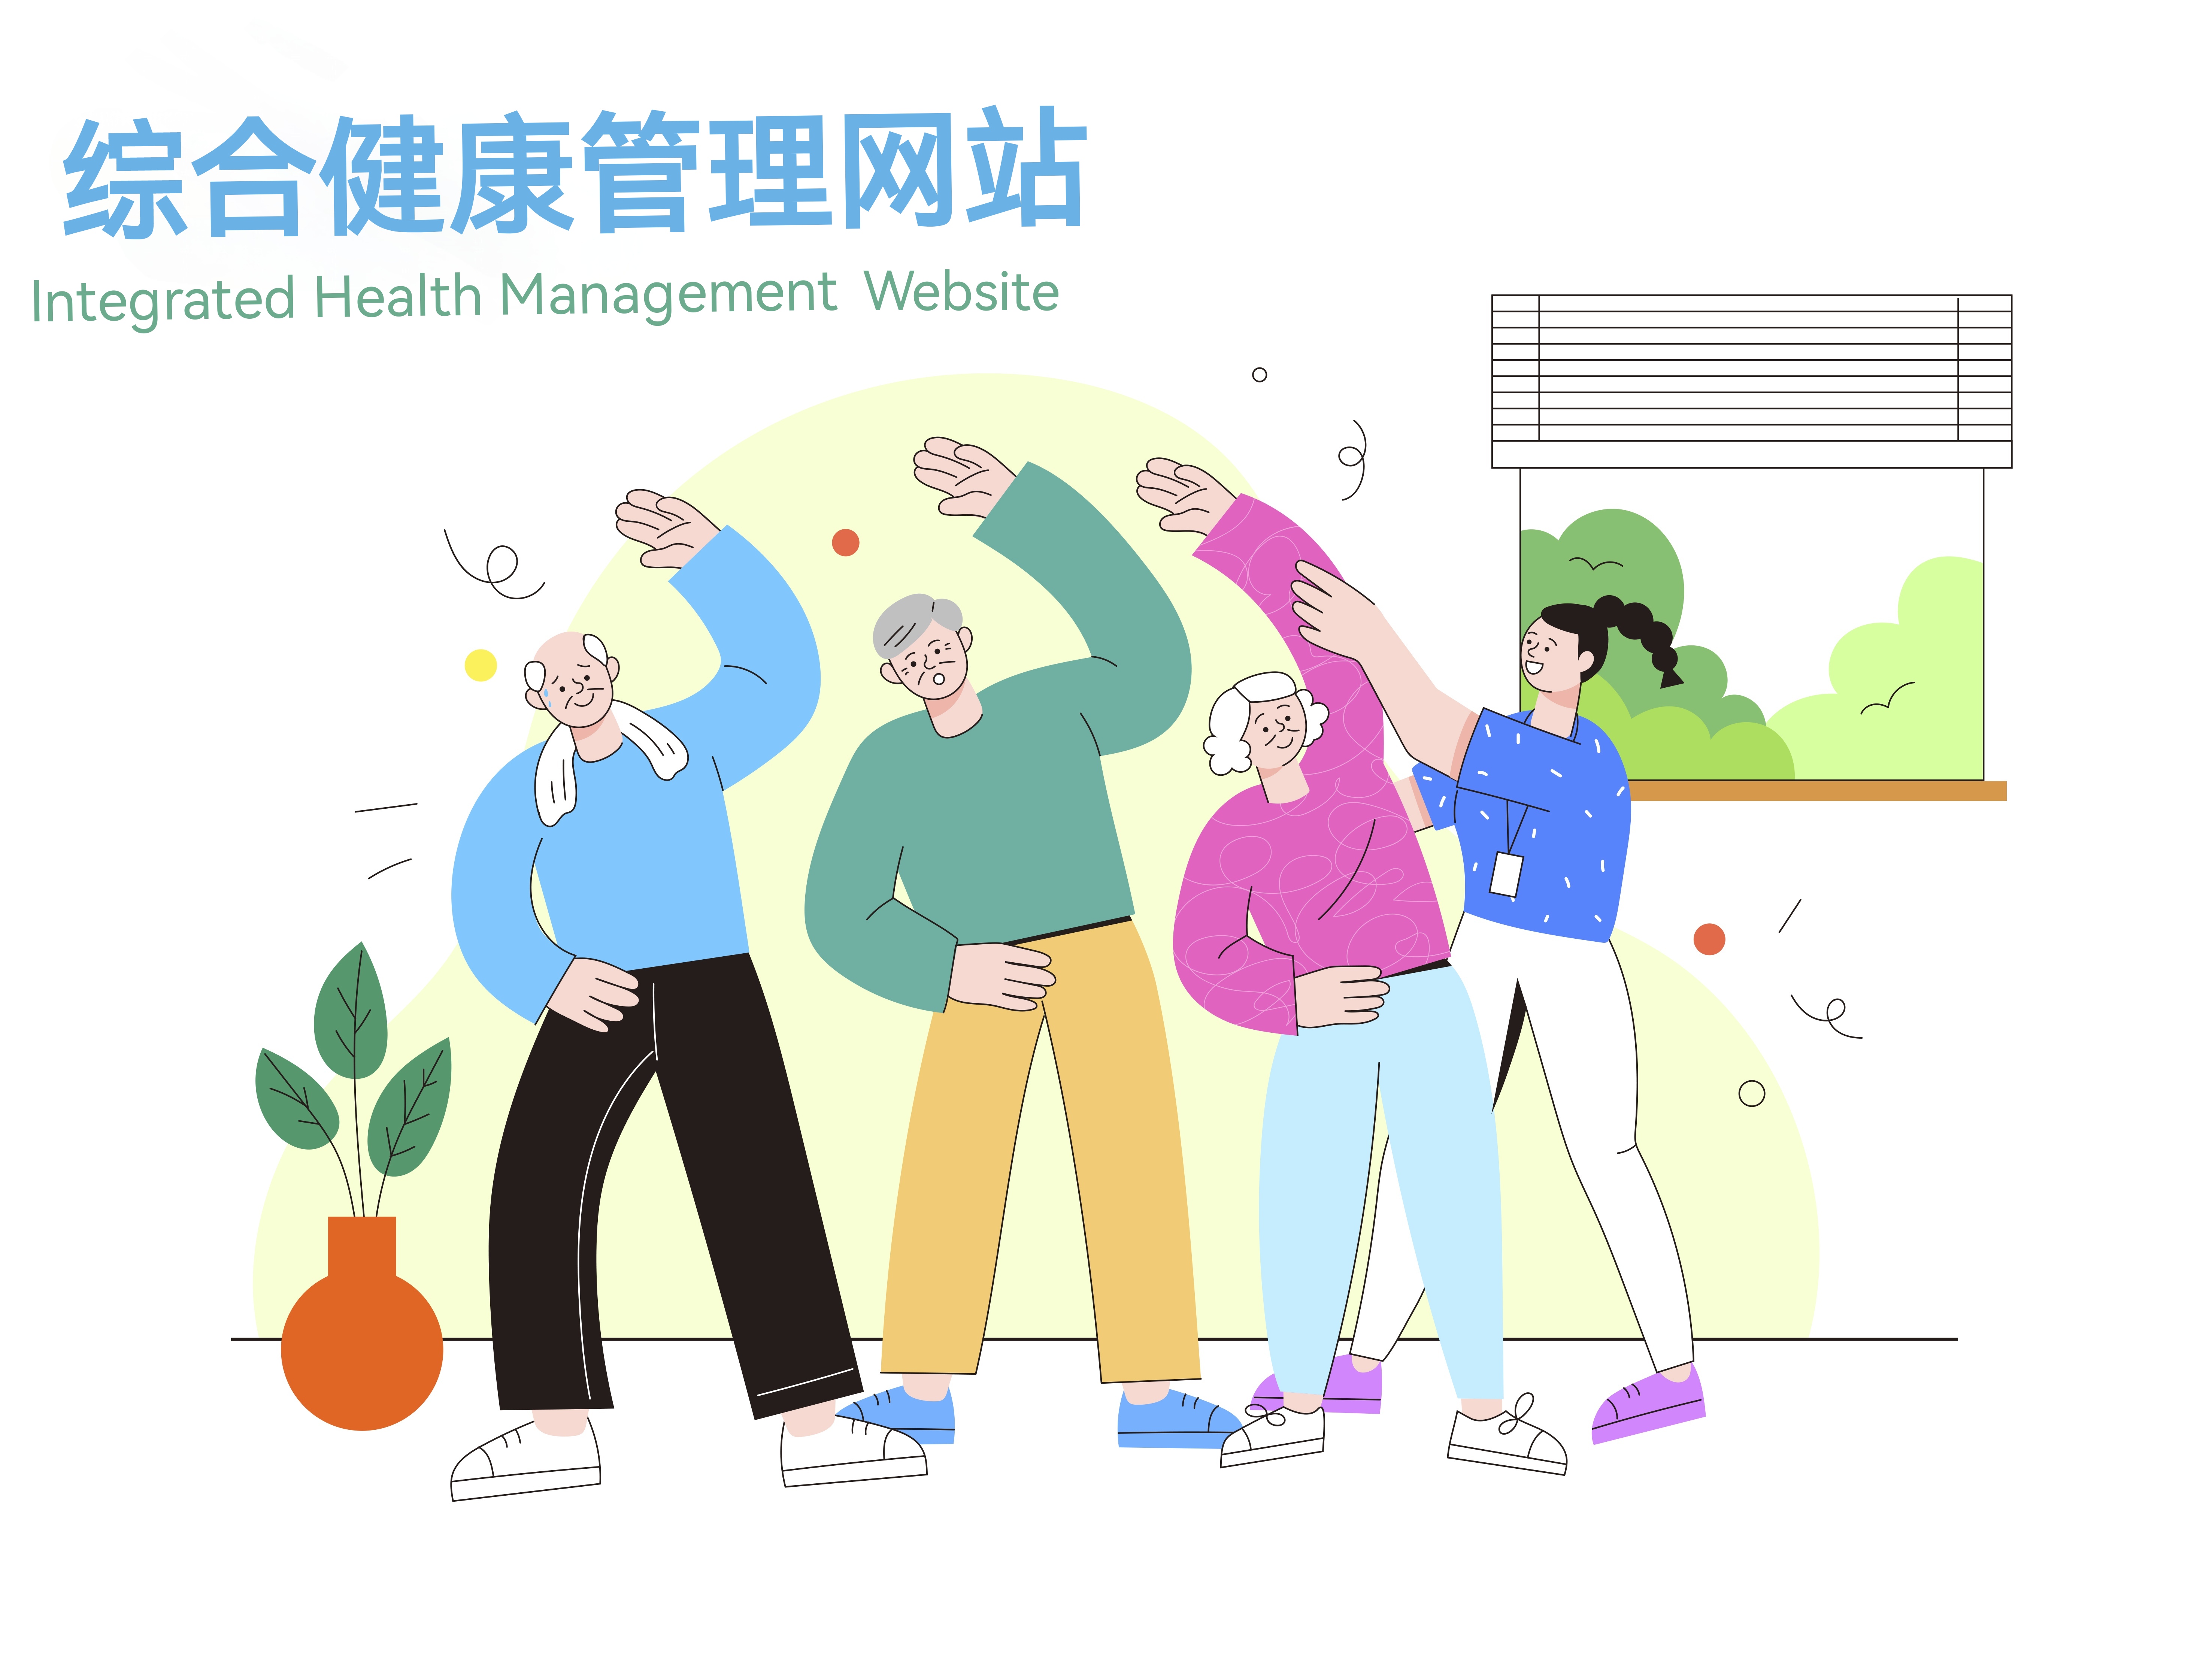 综合健康管理网站
Integrated Health Management Website